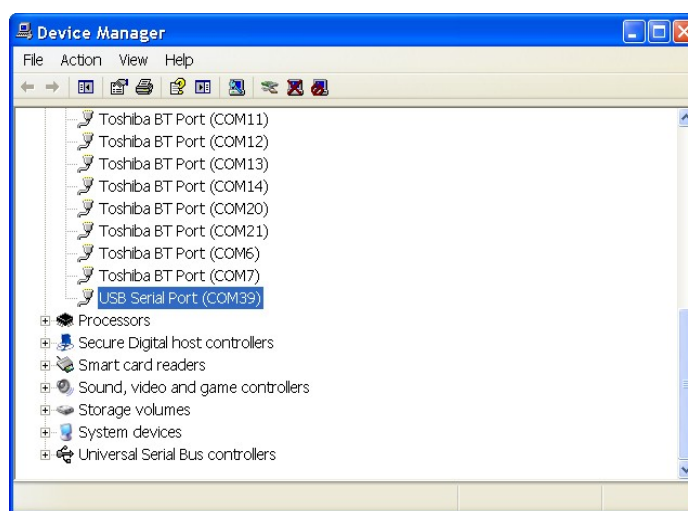 Device Manager
File Action View Help
Toshiba BT Port (COM11)
Toshiba BT Port (COM12)
Toshiba BT Port (COM13)
Toshiba BT Port (COM14)
Toshiba BT Port (COM20)
Toshiba BT Port (COM21)
Toshiba BT Port (COM6)
Toshiba BT Port (COM7)
USB Serial Port (COM39)
Processors
Secure Digital host controllers
Smart card readers
Sound, video and game controllers
Storage volumes
System devices
Universal Serial Bus controllers